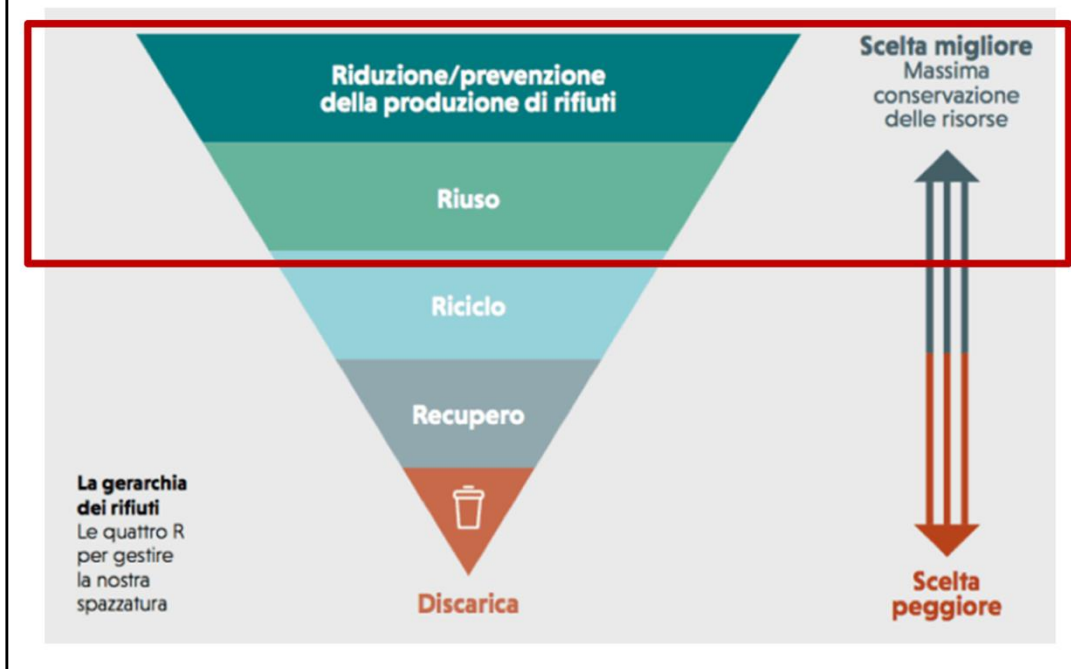 Riduzione/prevenzione
della produzione di rifiuti
Riuso
Riciclo
Recupero
Discarica
Scelta migliore
Massima
conservazione
delle risorse
Scelta
peggiore
La gerarchia
dei rifiuti
Le quattro R
per gestire
la nostra
spazzatura